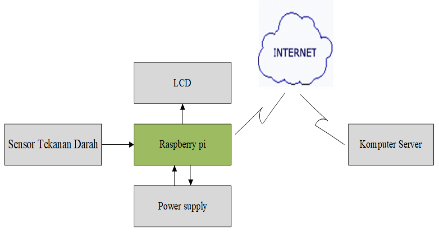 INTERNET
LCD
Sensor Tekanan Darah
Raspberry pi
Komputer Server
Power supply